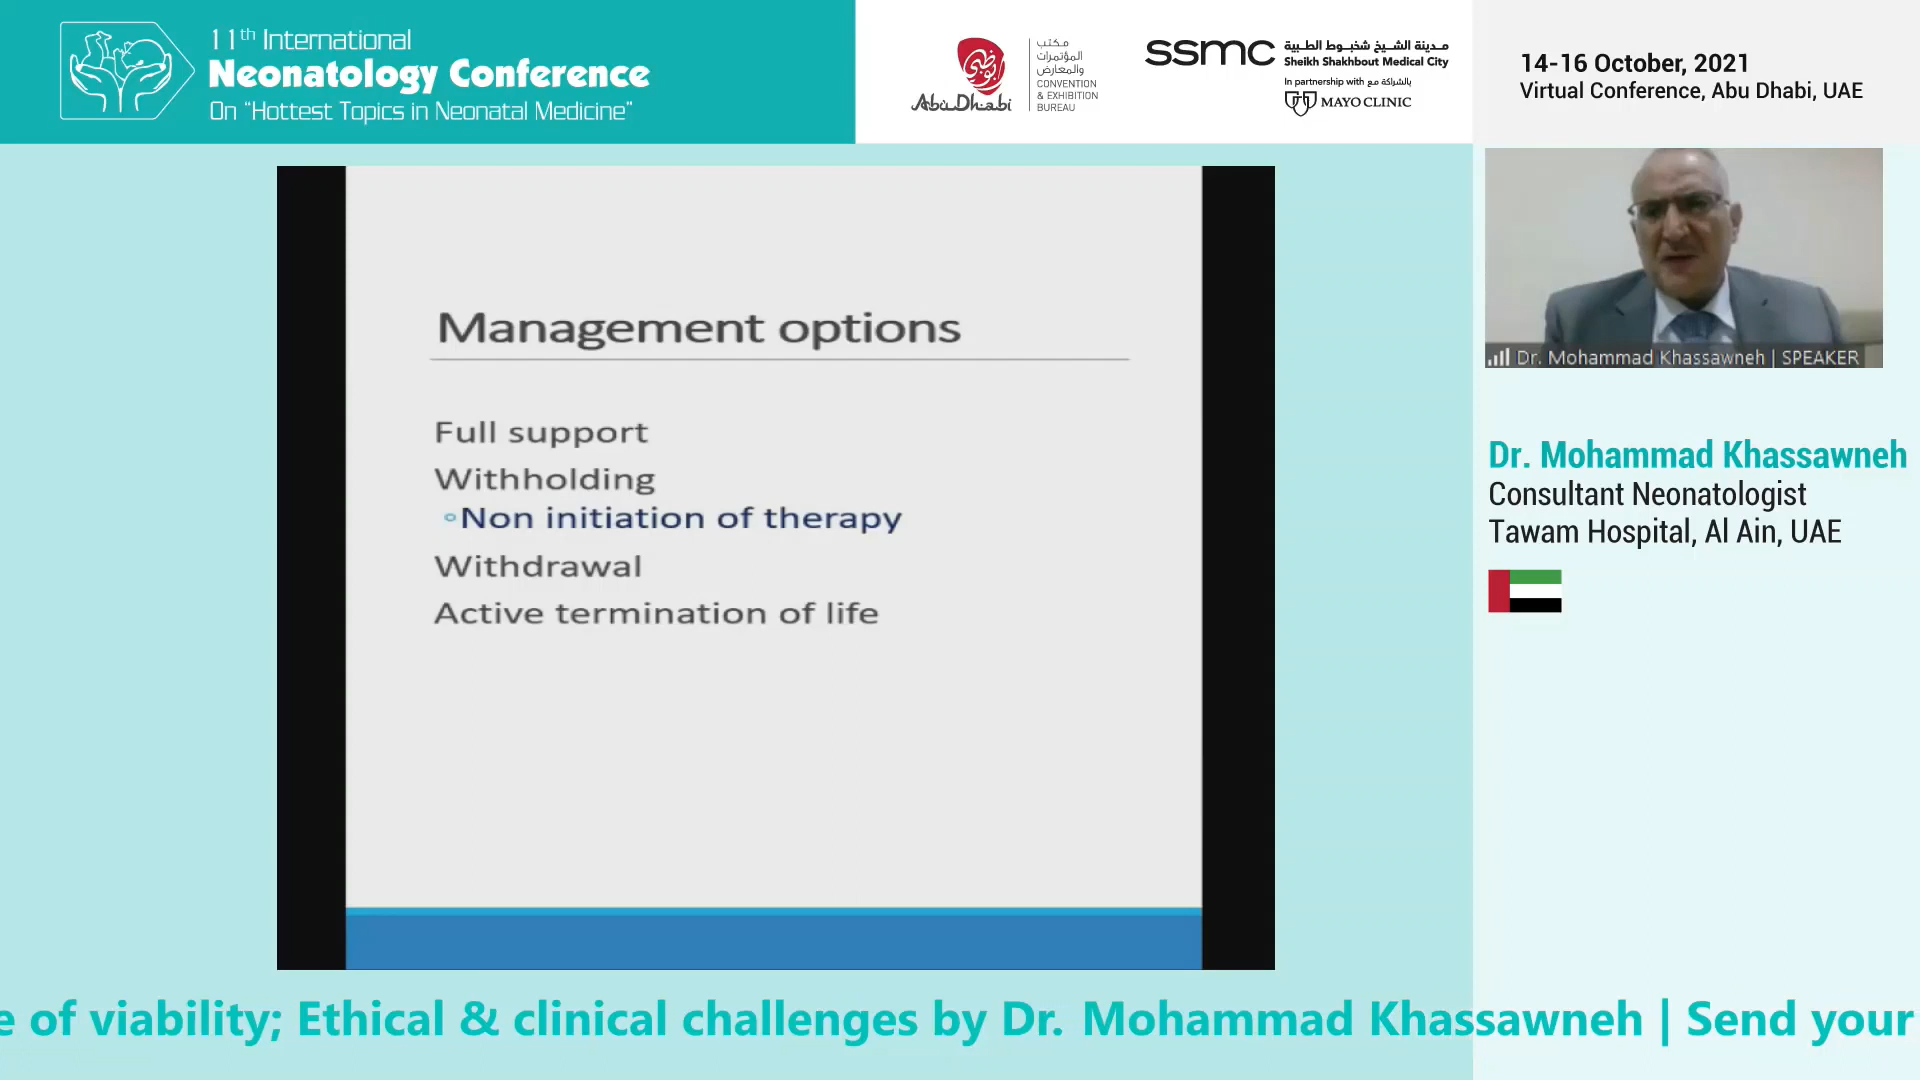 11th International
Neonatology Conference
On “Hottest Topics in Neonatal Medicine”
Abu Dhabi
مكتب
المؤتمرات
والمعارض
CONVENTION
& EXHIBITION
BUREAU
ssmc
مدينة الشيخ شخبوط الطبية
Sheikh Shakhbout Medical City
In partnership with بالشراكة مع
MAYO CLINIC
14-16 October, 2021
Virtual Conference, Abu Dhabi, UAE
Management options
Full support
Withholding
Non initiation of therapy
Withdrawal
Active termination of life
Dr. Mohammad Khassawneh | SPEAKER
Dr. Mohammad Khassawneh
Consultant Neonatologist
Tawam Hospital, Al Ain, UAE
e of viability; Ethical & clinical challenges by Dr. Mohammad Khassawneh | Send your